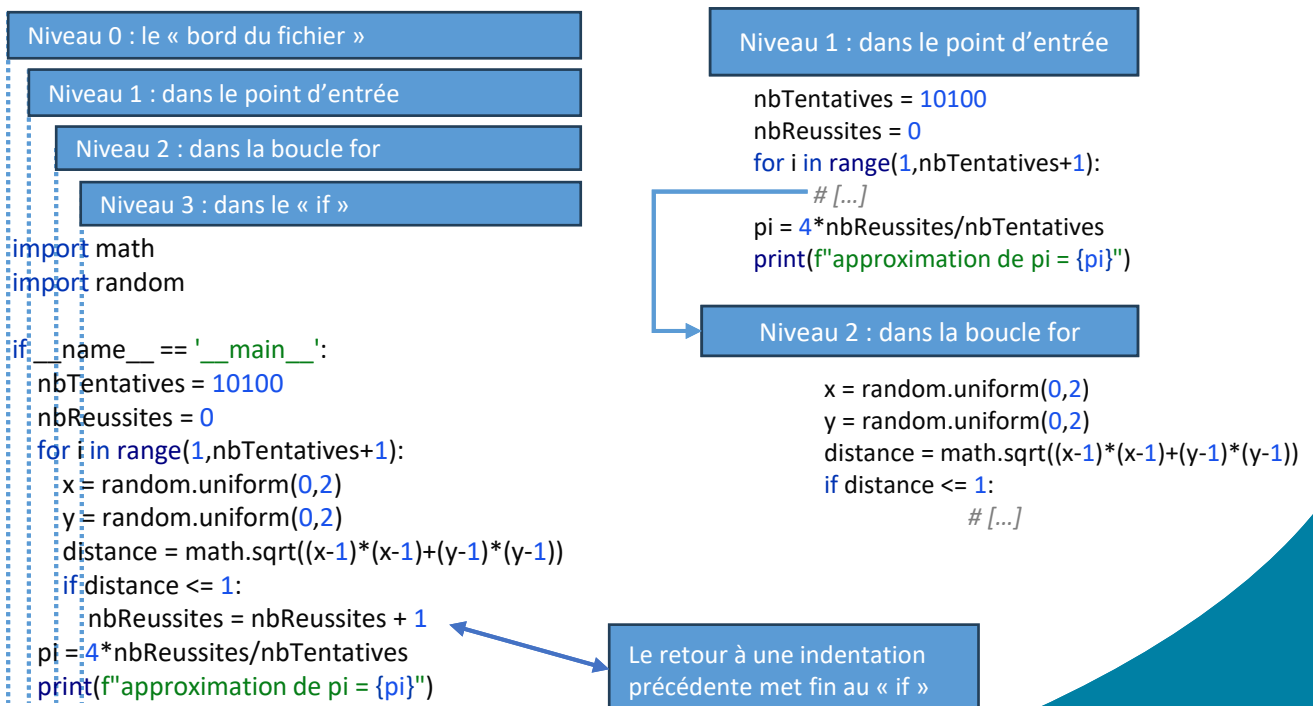 Niveau 0 : le « bord du fichier »
Niveau 1 : dans le point d’entrée
Niveau 2 : dans la boucle for
Niveau 3 : dans le « if »
import math
import random
if __name__ == '__main__':
nbTentatives = 10100
nbReussites = 0
for i in range(1,nbTentatives+1):
x = random.uniform(0,2)
y = random.uniform(0,2)
distance = math.sqrt((x-1)*(x-1)+(y-1)*(y-1))
if distance <= 1:
nbReussites = nbReussites + 1
pi = 4*nbReussites/nbTentatives
print(f"approximation de pi = {pi}")
Niveau 1 : dans le point d’entrée
nbTentatives = 10100
nbReussites = 0
for i in range(1,nbTentatives+1):
# [...]
pi = 4*nbReussites/nbTentatives
print(f"approximation de pi = {pi}")
Niveau 2 : dans la boucle for
x = random.uniform(0,2)
y = random.uniform(0,2)
distance = math.sqrt((x-1)*(x-1)+(y-1)*(y-1))
if distance <= 1:
# [...]
Le retour à une indentation
précédente met fin au « if »